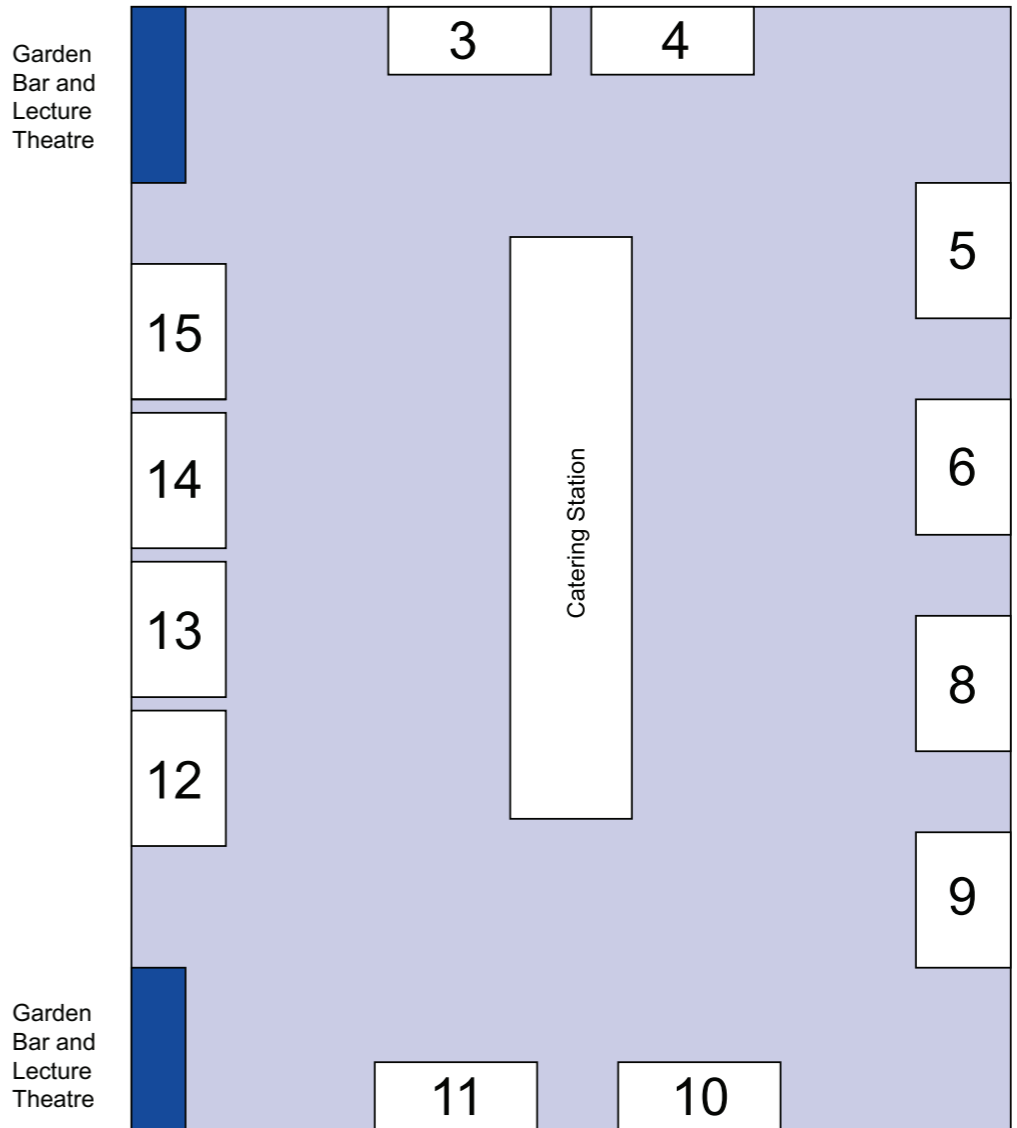 Garden
Bar and
Lecture
Theatre
3
4
5
15
6
14
Catering Station
13
8
12
9
Garden
Bar and
Lecture
Theatre
11
10